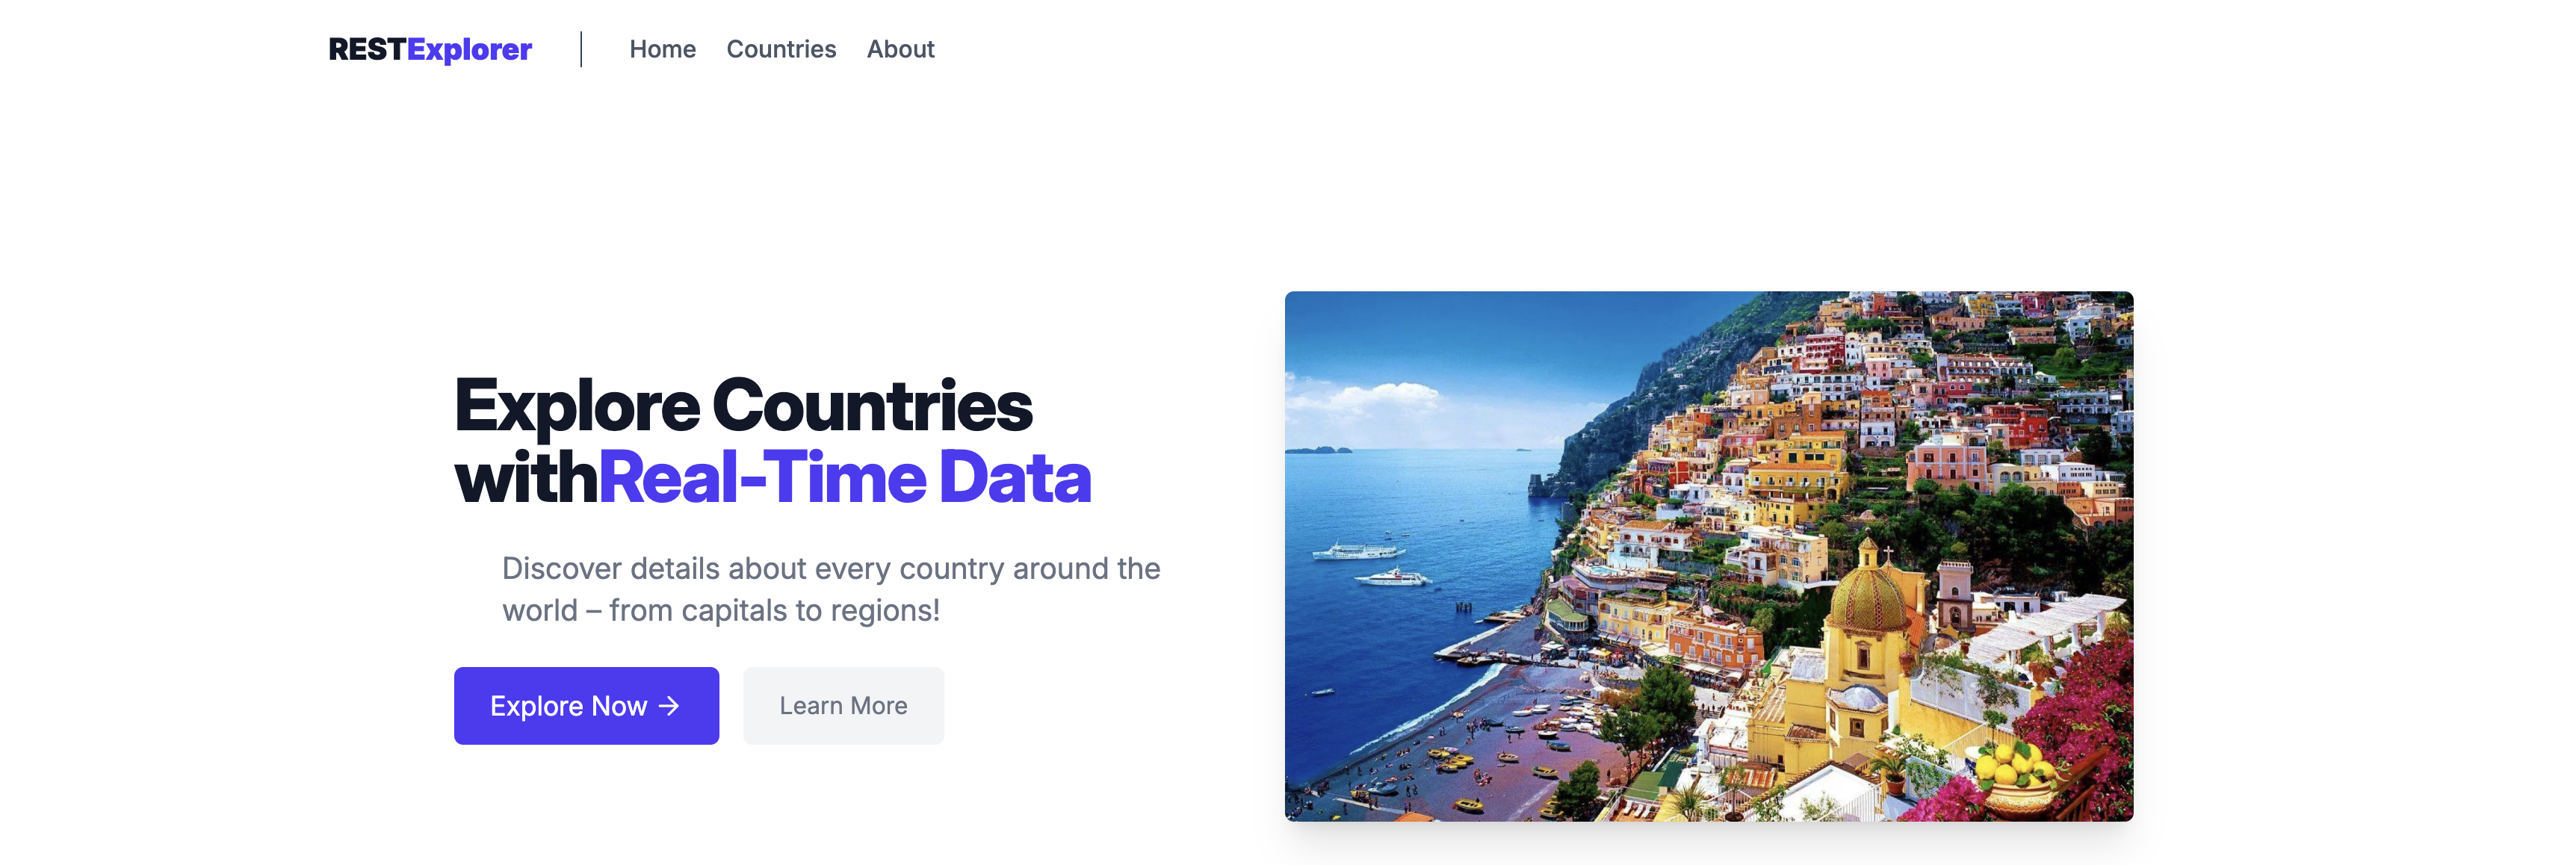 RESTExplorer
Home Countries About
Explore Countries
withReal-Time Data
Discover details about every country around the
world – from capitals to regions!
Explore Now →
Learn More